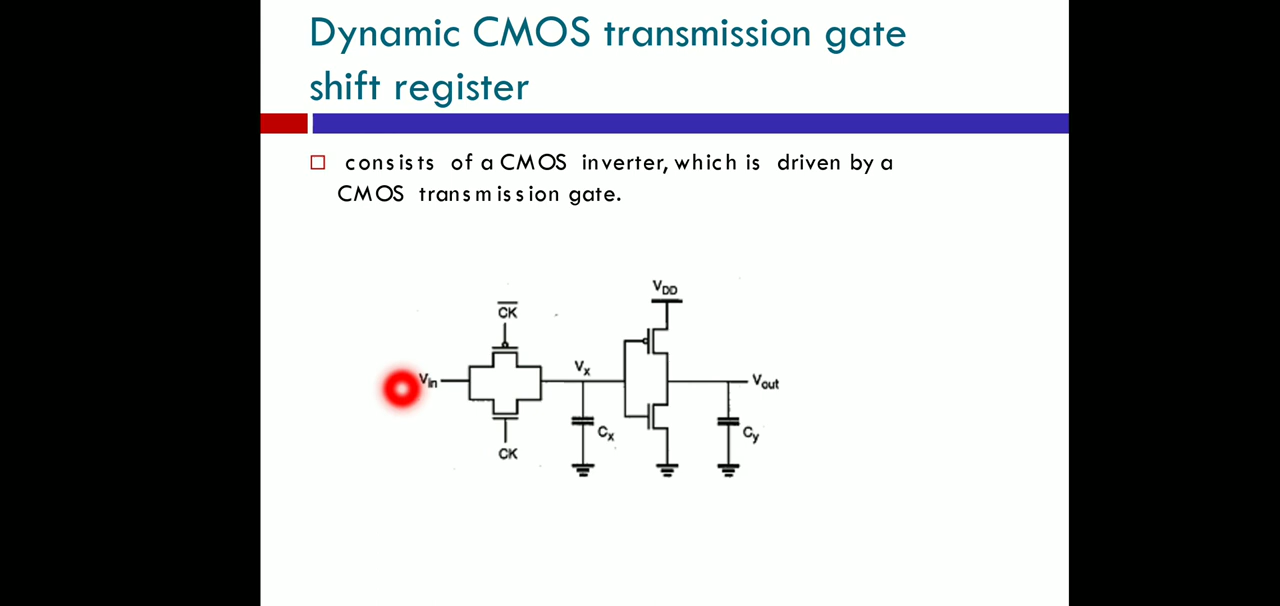 Dynamic CMOS transmission gate
shift register
consists of a CMOS inverter, which is driven by a
CMOS transmission gate.
VDD
C̅K̅
Vx
Vin
Vout
Cx
Cy
CK